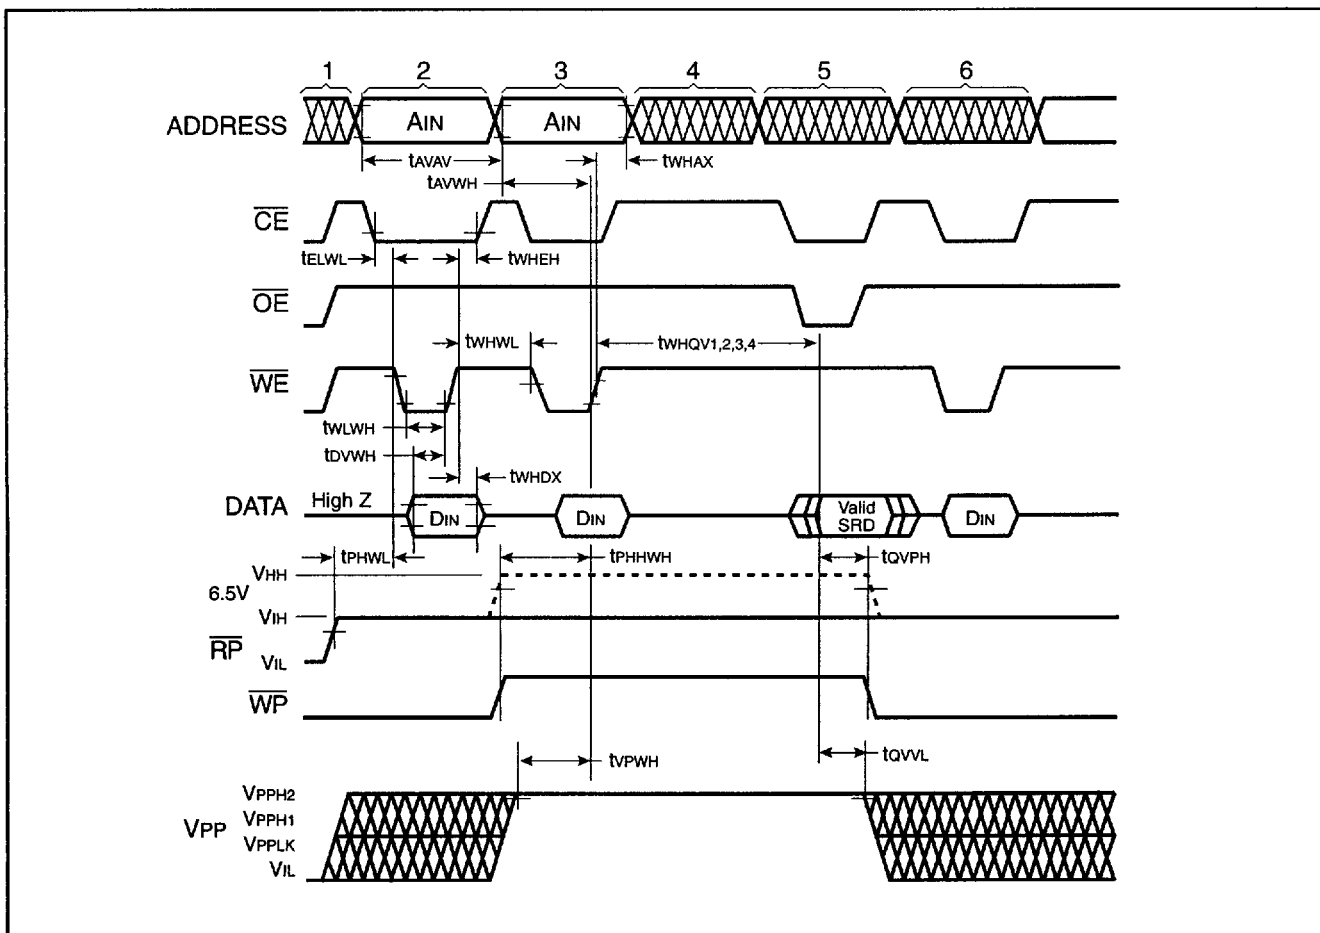 1 2 3 4 5 6
ADDRESS AIN AIN
tAVAV tWHAX
tAVWH
CE
tELWL tWHEH
OE
tWHWL tWHQV1,2,3,4
WE
tWLWH
tDVWH
tWHDX
DATA High Z DIN DIN Valid SRD DIN
tPHWL tPHHWH tQVPH
VHH
6.5V
VIH
RP
VIL
WP
tVPWH tQVVL
VPPH2
VPPH1
VPP
VPPLK
VIL